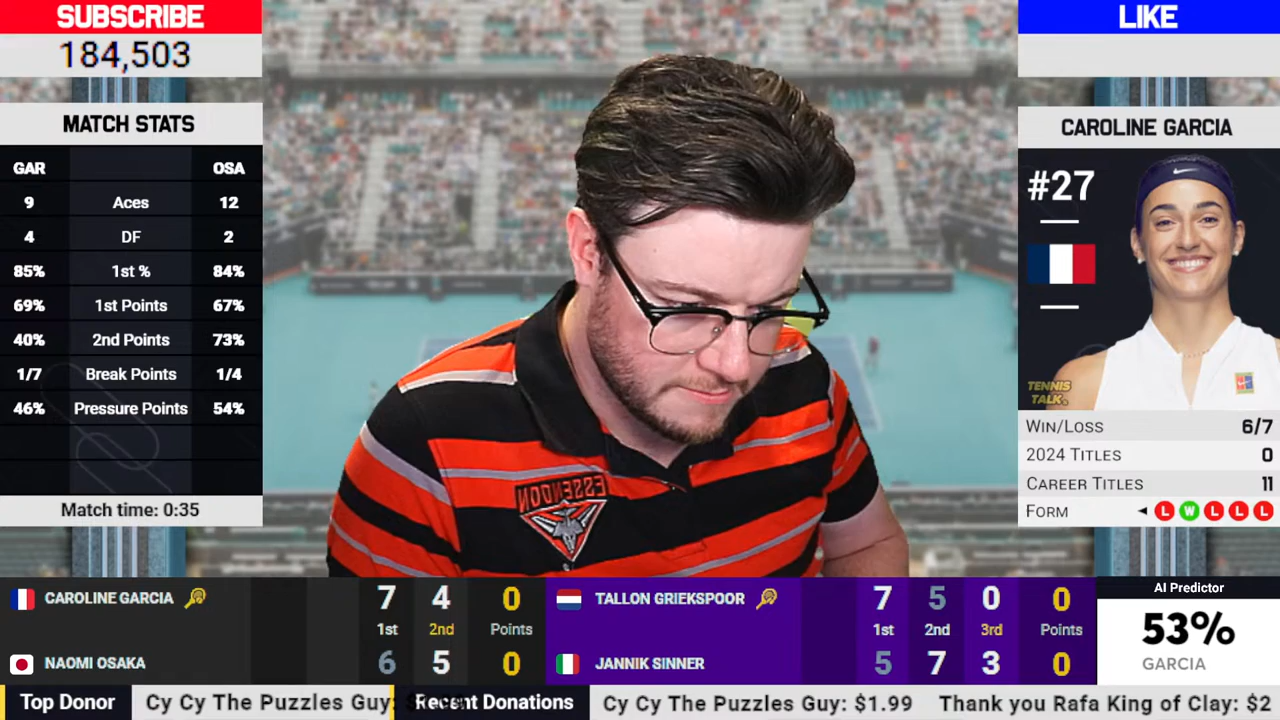 SUBSCRIBE
184,503
MATCH STATS
GAR OSA
9 Aces 12
4 DF 2
85% 1st % 84%
69% 1st Points 67%
40% 2nd Points 73%
1/7 Break Points 1/4
46% Pressure Points 54%
Match time: 0:35
ESSENDON
LIKE
CAROLINE GARCIA
#27
TENNIS
TALK.
WIN/LOSS 6/7
2024 TITLES 0
CAREER TITLES 11
FORM ◄ L W L L L
CAROLINE GARCIA 7 4 0
1st 2nd Points
NAOMI OSAKA 6 5 0
TALLON GRIEKSPOOR 7 5 0 0
1st 2nd 3rd Points
JANNIK SINNER 5 7 3 0
AI Predictor
53%
GARCIA
Top Donor Cy Cy The Puzzles Guy: Recent Donations Cy Cy The Puzzles Guy: $1.99 Thank you Rafa King of Clay: $2